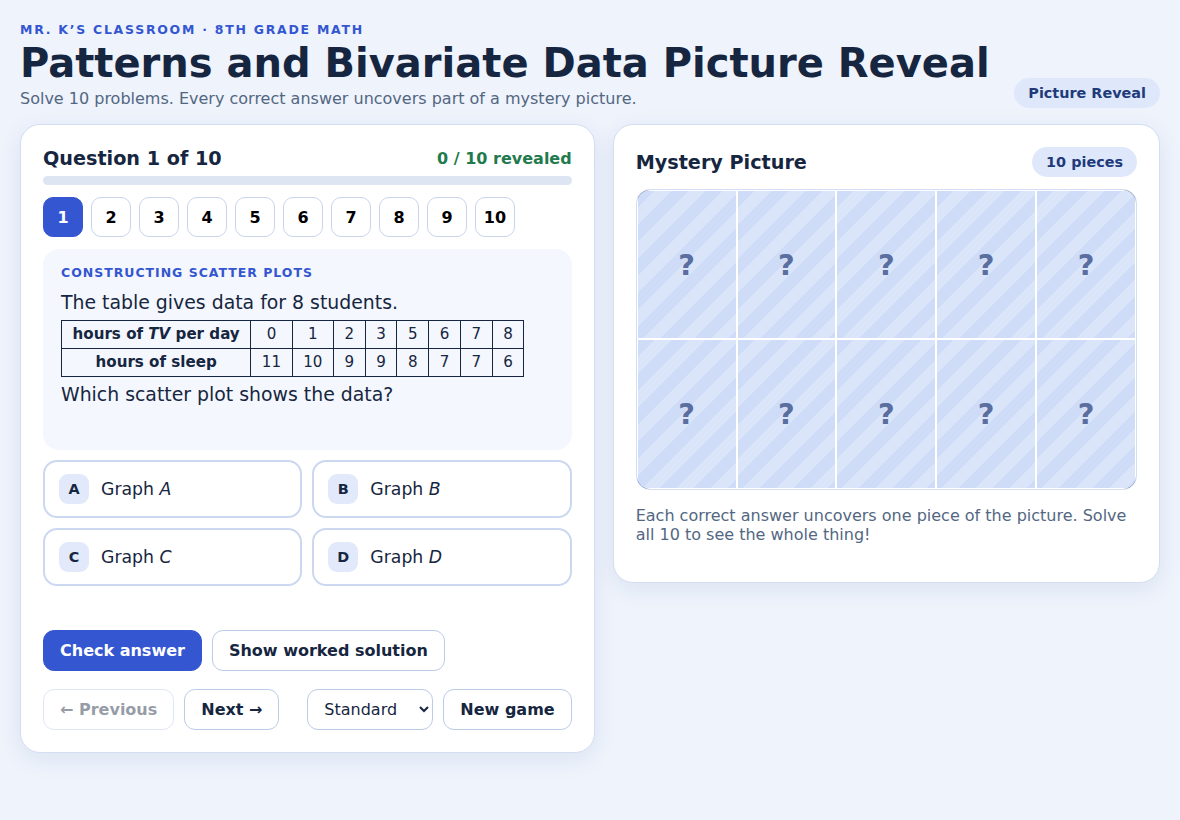 MR. K’S CLASSROOM · 8TH GRADE MATH
Patterns and Bivariate Data Picture Reveal
Solve 10 problems. Every correct answer uncovers part of a mystery picture.
Picture Reveal
Question 1 of 10
0 / 10 revealed
1 2 3 4 5 6 7 8 9 10
CONSTRUCTING SCATTER PLOTS
The table gives data for 8 students.
hours of TV per day 0 1 2 3 5 6 7 8
hours of sleep 11 10 9 9 8 7 7 6
Which scatter plot shows the data?
A Graph A
B Graph B
C Graph C
D Graph D
Check answer
Show worked solution
← Previous
Next →
Standard
New game
Mystery Picture
10 pieces
? ? ? ? ?
? ? ? ? ?
Each correct answer uncovers one piece of the picture. Solve
all 10 to see the whole thing!